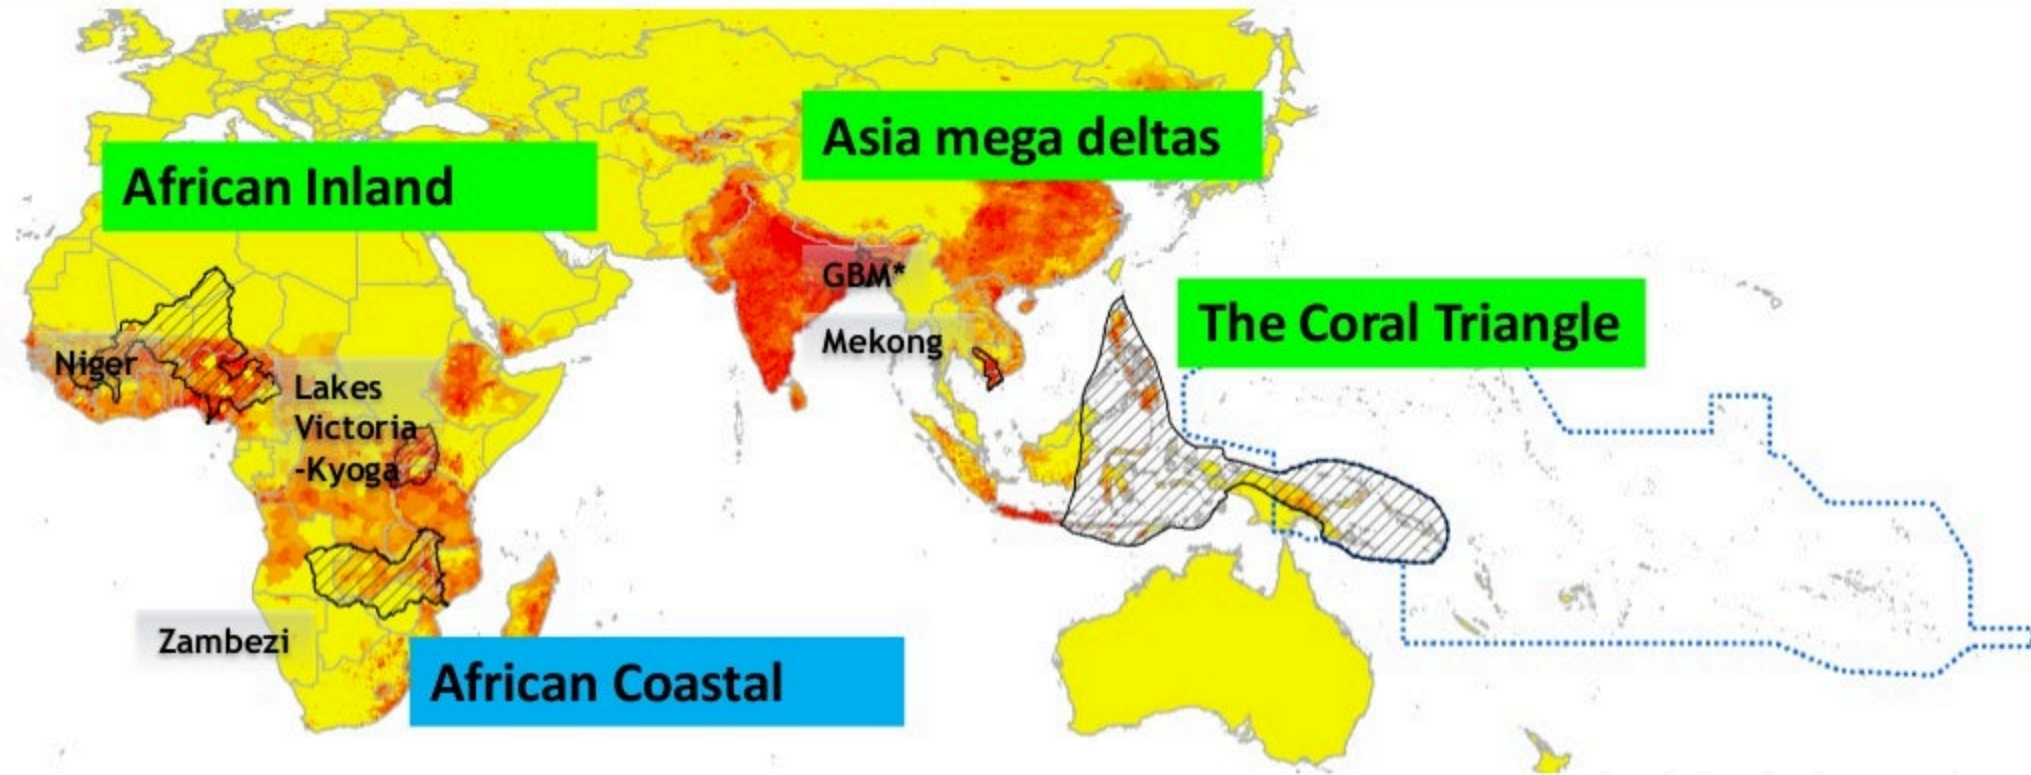 Asia mega deltas
African Inland
GBM*
The Coral Triangle
Mekong
Niger
Lakes
Victoria
-Kyoga
Zambezi
African Coastal